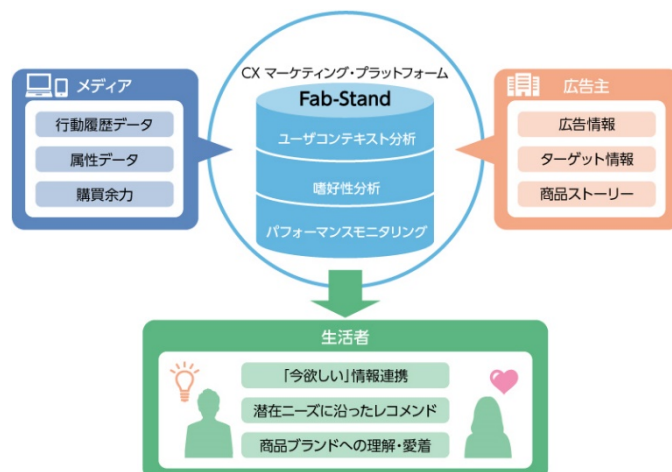 CX マーケティング・プラットフォーム
Fab-Stand
ユーザコンテキスト分析
嗜好性分析
パフォーマンスモニタリング
メディア
行動履歴データ
属性データ
購買余力
広告主
広告情報
ターゲット情報
商品ストーリー
生活者
「今欲しい」情報連携
潜在ニーズに沿ったレコメンド
商品ブランドへの理解・愛着